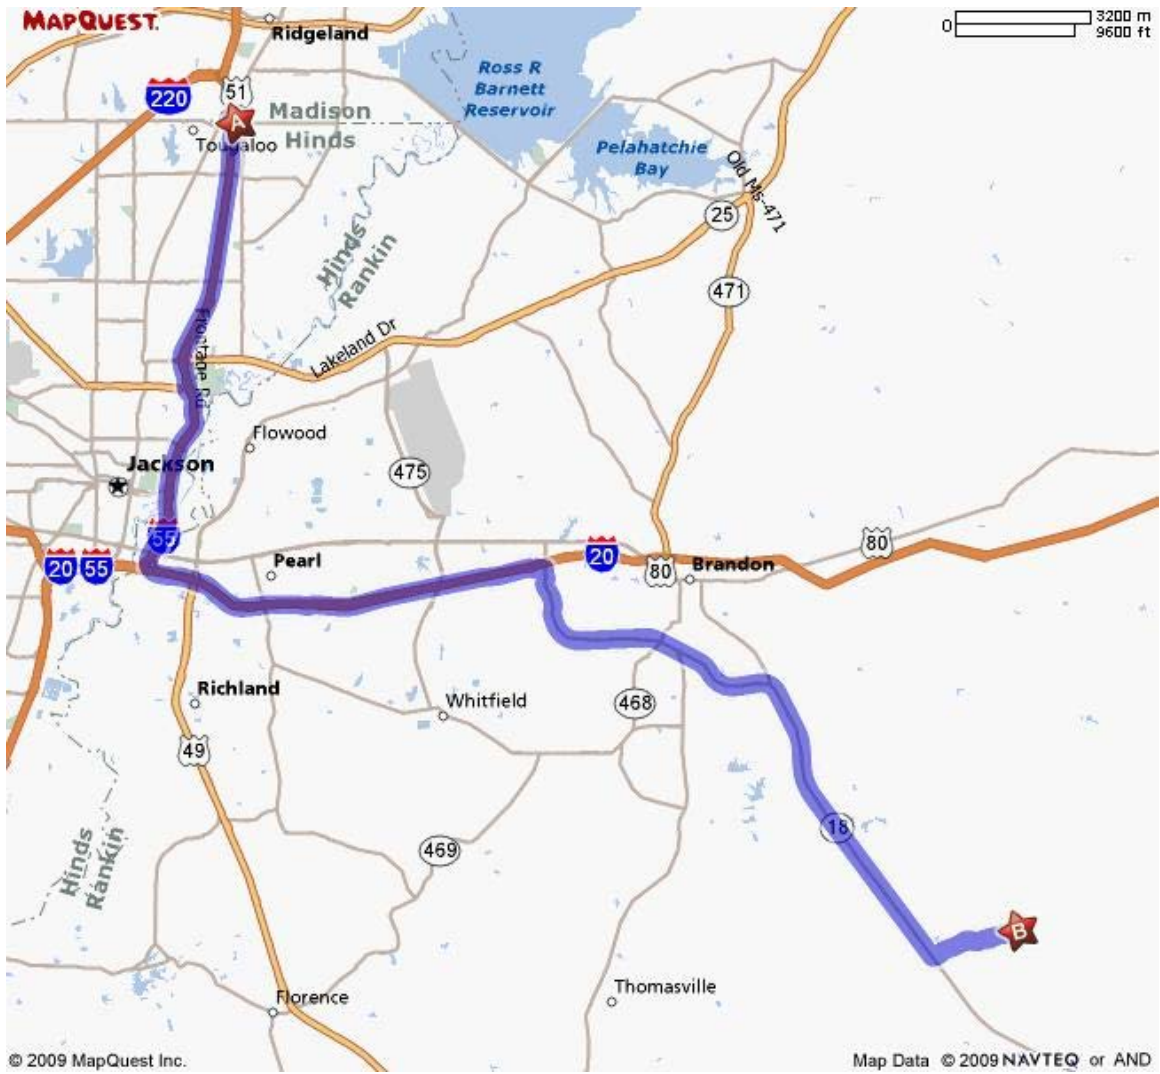 MAPQUEST.
0
3200 m
9600 ft
Ridgeland
220
51
A
Tougaloo
Madison
Hinds
Ross R
Barnett
Reservoir
Pelahatchie
Bay
Old Ms-471
25
471
Hinds
Rankin
Lakeland Dr
Frontage Rd
Flowood
Jackson
475
55
20
55
Pearl
20
80
Brandon
80
Richland
Whitfield
468
49
18
Hinds
Rankin
469
B
Thomasville
Florence
© 2009 MapQuest Inc.
Map Data © 2009 NAVTEQ or AND